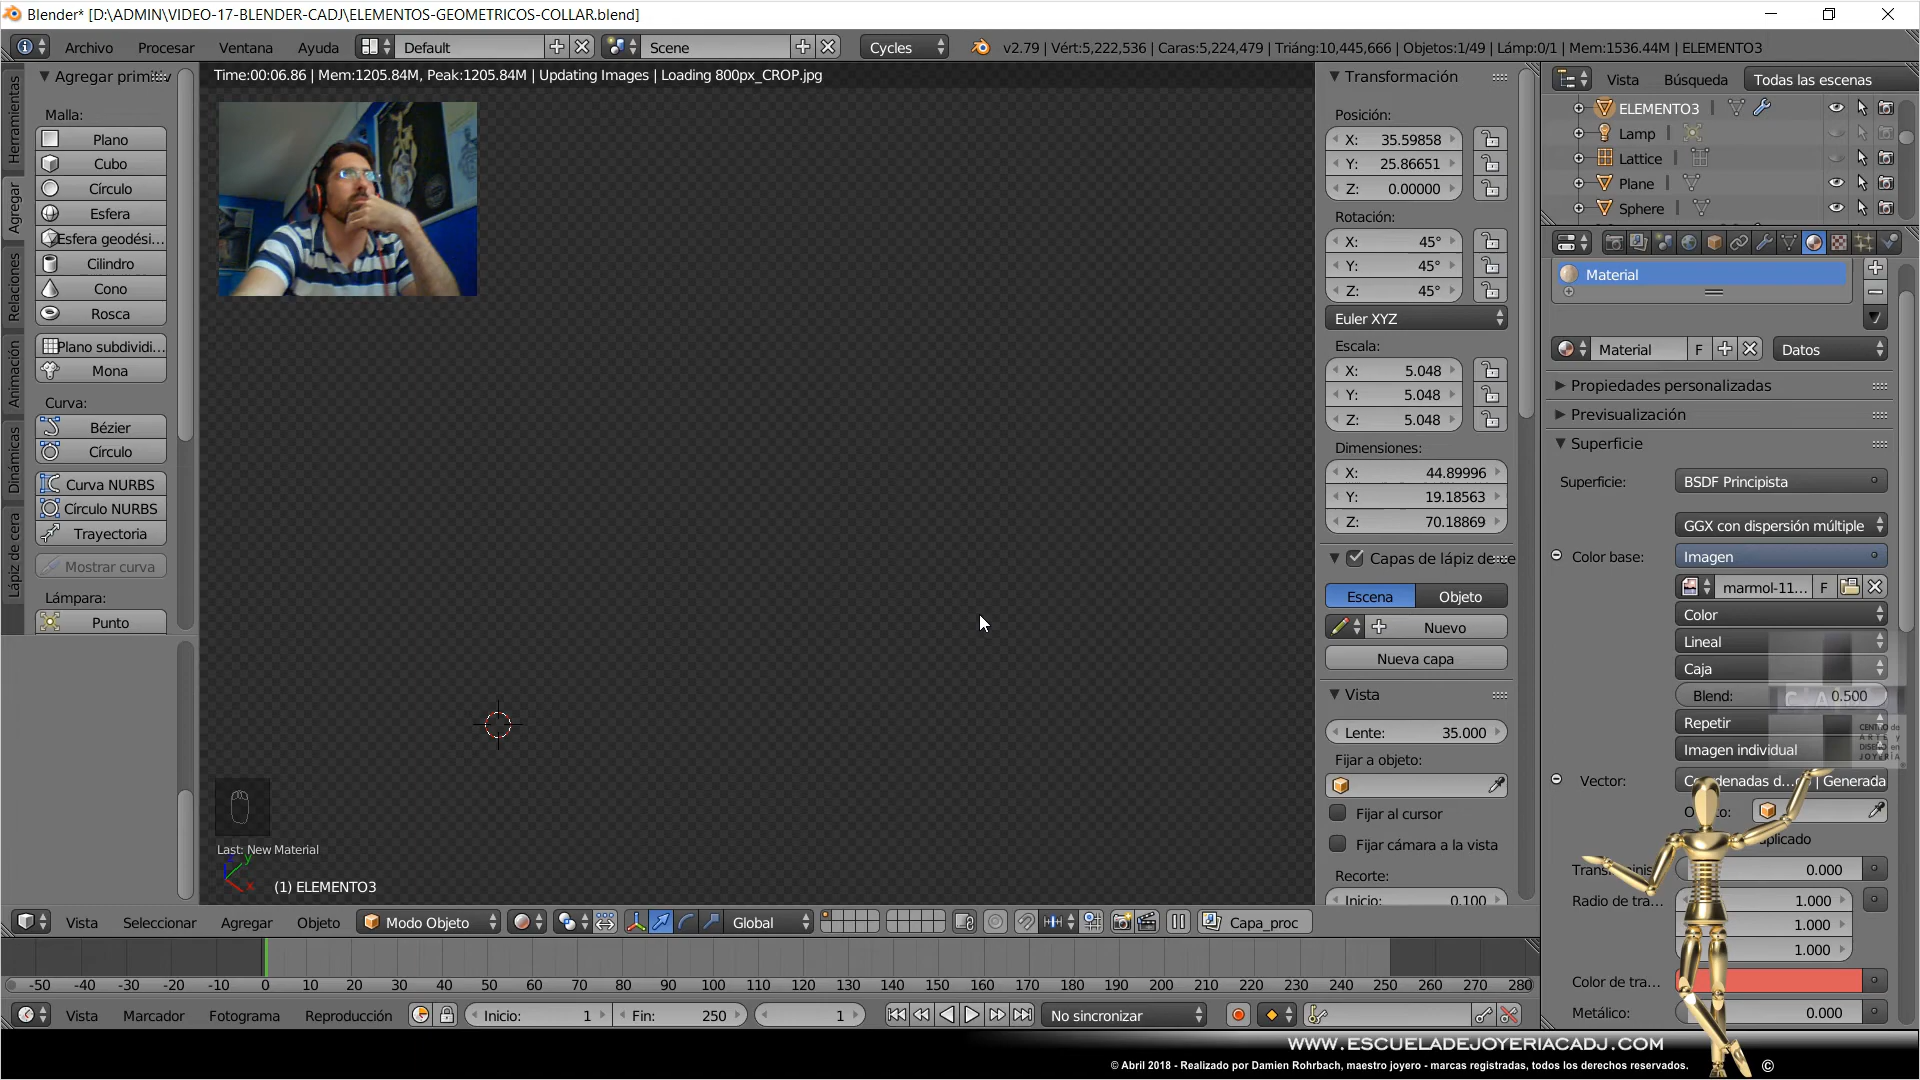 Blender* [D:\ADMIN\VIDEO-17-BLENDER-CADJ\ELEMENTOS-GEOMETRICOS-COLLAR.blend]
Archivo Procesar Ventana Ayuda Default Scene Cycles v2.79 | Vért:5,222,536 | Caras:5,224,479 | Triáng:10,445,666 | Objetos:1/49 | Lámp:0/1 | Mem:1536.44M | ELEMENTO3
Time:00:06.86 | Mem:1205.84M, Peak:1205.84M | Updating Images | Loading 800px_CROP.jpg
Herramientas
Agregar
Relaciones
Animación
Dinámicas
Lápiz de cera
Agregar primitiv
Malla:
Plano
Cubo
Círculo
Esfera
Esfera geodési...
Cilindro
Cono
Rosca
Plano subdividi...
Mona
Curva:
Bézier
Círculo
Curva NURBS
Círculo NURBS
Trayectoria
Mostrar curva
Lámpara:
Punto
Last: New Material
(1) ELEMENTO3
Transformación
Posición:
X: 35.59858
Y: 25.86651
Z: 0.00000
Rotación:
X: 45°
Y: 45°
Z: 45°
Euler XYZ
Escala:
X: 5.048
Y: 5.048
Z: 5.048
Dimensiones:
X: 44.89996
Y: 19.18563
Z: 70.18869
Capas de lápiz de
Escena Objeto
Nuevo
Nueva capa
Vista
Lente: 35.000
Fijar a objeto:
Fijar al cursor
Fijar cámara a la vista
Recorte:
Inicio: 0.100
Vista Búsqueda Todas las escenas
ELEMENTO3
Lamp
Lattice
Plane
Sphere
Material
Material F Datos
Propiedades personalizadas
Previsualización
Superficie
Superficie: BSDF Principista
GGX con dispersión múltiple
Color base: Imagen
marmol-11... F
Color
Lineal
Caja
Blend: 0.500
Repetir
Imagen individual
CENTRO de
ARTE y
DISEÑO en
JOYERIA
Vector: | Generada
Radio de tra... 1.000
0.000
1.000
1.000
Color de tra...
Metálico: 0.000
Vista Seleccionar Agregar Objeto Modo Objeto Global Capa_proc
-50 -40 -30 -20 -10 0 10 20 30 40 50 60 70 80 90 100 110 120 130 140 150 160 170 180 190 200 210 220 230 240 250 260 270 280
Vista Marcador Fotograma Reproducción Inicio: 1 Fin: 250 1 No sincronizar
WWW.ESCUELADEJOYERIACADJ.COM
© Abril 2018 - Realizado por Damien Rohrbach, maestro joyero - marcas registradas, todos los derechos reservados. ©